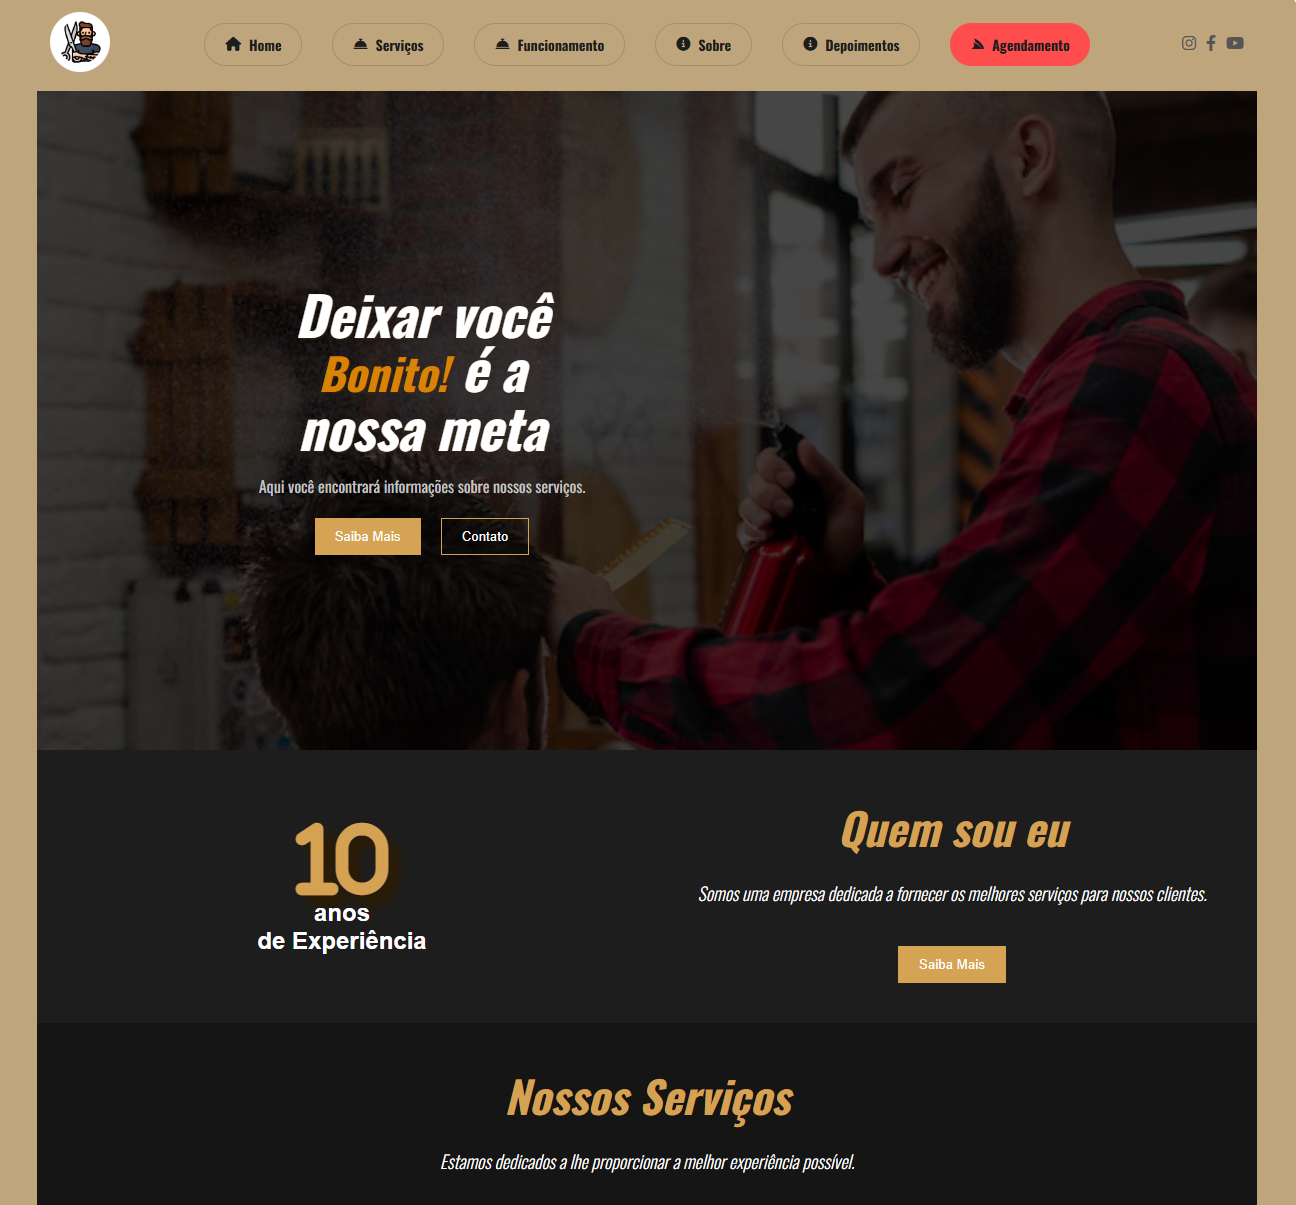 Home
Serviços
Funcionamento
Sobre
Depoimentos
Agendamento
Deixar você
Bonito! é a
nossa meta
Aqui você encontrará informações sobre nossos serviços.
Saiba Mais
Contato
10
anos
de Experiência
Quem sou eu
Somos uma empresa dedicada a fornecer os melhores serviços para nossos clientes.
Saiba Mais
Nossos Serviços
Estamos dedicados a lhe proporcionar a melhor experiência possível.